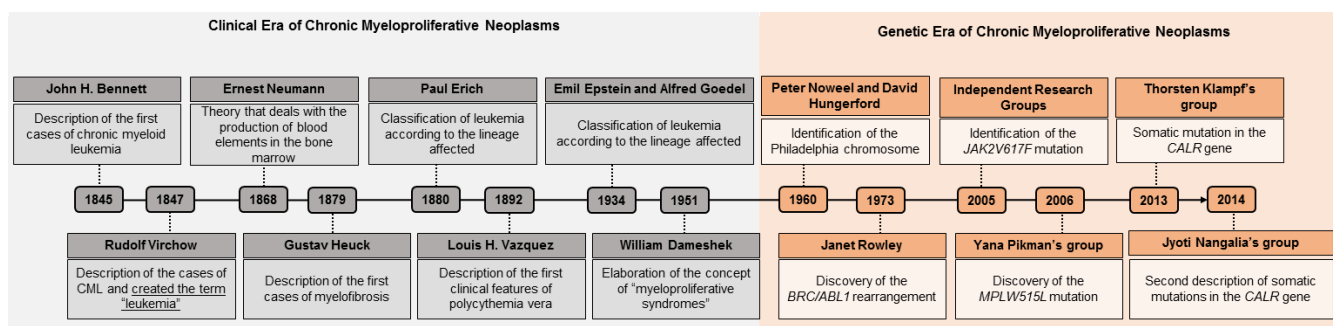 Clinical Era of Chronic Myeloproliferative Neoplasms
Genetic Era of Chronic Myeloproliferative Neoplasms
John H. Bennett
Description of the first
cases of chronic myeloid
leukemia
Ernest Neumann
Theory that deals with the
production of blood
elements in the bone
marrow
Paul Erich
Classification of leukemia
according to the lineage
affected
Emil Epstein and Alfred Goedel
Classification of leukemia
according to the lineage affected
Peter Noweel and David
Hungerford
Identification of the
Philadelphia chromosome
Independent Research
Groups
Identification of the
JAK2V617F mutation
Thorsten Klampf's
group
Somatic mutation in the
CALR gene
1845
1847
1868
1879
1880
1892
1934
1951
1960
1973
2005
2006
2013
2014
Rudolf Virchow
Description of the cases of
CML and created the term
"leukemia"
Gustav Heuck
Description of the first
cases of myelofibrosis
Louis H. Vazquez
Description of the first
clinical features of
polycythemia vera
William Dameshek
Elaboration of the concept
of "myeloproliferative
syndromes"
Janet Rowley
Discovery of the
BRC/ABL1 rearrangement
Yana Pikman's group
Discovery of the
MPLW515L mutation
Jyoti Nangalia's group
Second description of somatic
mutations in the CALR gene